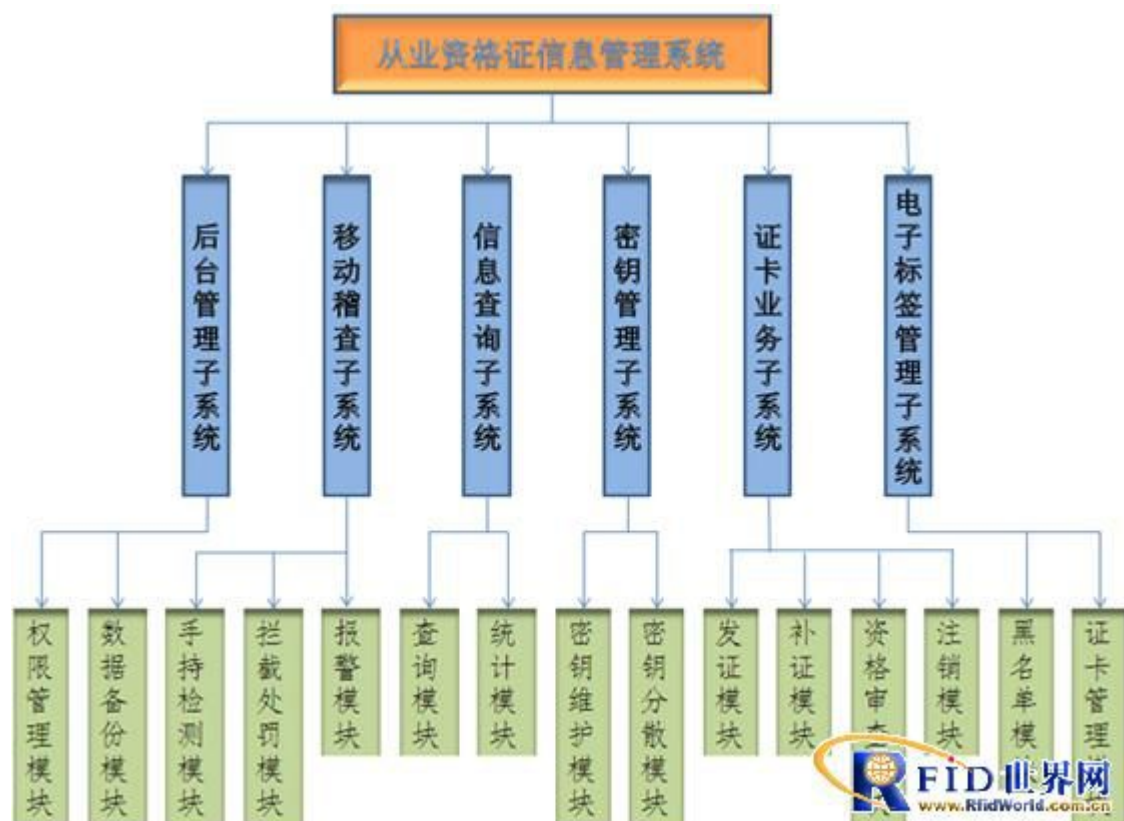 从业资格证信息管理系统
后台管理子系统
移动稽查子系统
信息查询子系统
密钥管理子系统
证卡业务子系统
电子标签管理子系统
权限管理模块
数据备份模块
手持检测模块
拦截处罚模块
报警模块
查询模块
统计模块
密钥维护模块
密钥分散模块
发证模块
补证模块
资格审查
注销模块
黑名单模块
证卡管理模块
RFID世界网
www.RfidWorld.com.cn